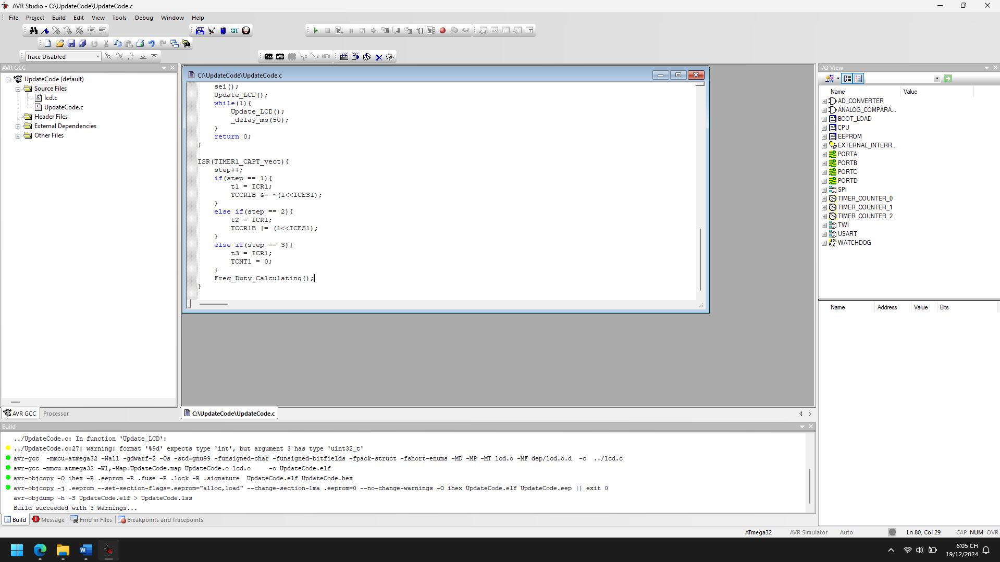 AVR Studio - C:\UpdateCode\UpdateCode.c
File Project Build Edit View Tools Debug Window Help
Trace Disabled
Con AVR AUTO
AVR GCC
UpdateCode (default)
Source Files
lcd.c
UpdateCode.c
Header Files
External Dependencies
Other Files
AVR GCC Processor
C:\UpdateCode\UpdateCode.c
sei();
Update_LCD();
while(1){
Update_LCD();
_delay_ms(50);
}
return 0;
}
ISR(TIMER1_CAPT_vect){
step++;
if(step == 1){
t1 = ICR1;
TCCR1B &= ~(1<<ICES1);
}
else if(step == 2){
t2 = ICR1;
TCCR1B |= (1<<ICES1);
}
else if(step == 3){
t3 = ICR1;
TCNT1 = 0;
}
Freq_Duty_Calculating();
}
C:\UpdateCode\UpdateCode.c
I/O View
Name Value
AD_CONVERTER
ANALOG_COMPARA...
BOOT_LOAD
CPU
EEPROM
EXTERNAL_INTERR...
PORTA
PORTB
PORTC
PORTD
SPI
TIMER_COUNTER_0
TIMER_COUNTER_1
TIMER_COUNTER_2
TWI
USART
WATCHDOG
Name Address Value Bits
Build
../UpdateCode.c: In function 'Update_LCD':
../UpdateCode.c:27: warning: format '%9d' expects type 'int', but argument 3 has type 'uint32_t'
avr-gcc  -mmcu=atmega32 -Wall -gdwarf-2 -Os -std=gnu99 -funsigned-char -funsigned-bitfields -fpack-struct -fshort-enums -MD -MP -MT lcd.o -MF dep/lcd.o.d  -c  ../lcd.c
avr-gcc -mmcu=atmega32 -Wl,-Map=UpdateCode.map UpdateCode.o lcd.o     -o UpdateCode.elf
avr-objcopy -O ihex -R .eeprom -R .fuse -R .lock -R .signature  UpdateCode.elf UpdateCode.hex
avr-objcopy -j .eeprom --set-section-flags=.eeprom="alloc,load" --change-section-lma .eeprom=0 --no-change-warnings -O ihex UpdateCode.elf UpdateCode.eep || exit 0
avr-objdump -h -S UpdateCode.elf > UpdateCode.lss
Build succeeded with 3 Warnings...
Build Message Find in Files Breakpoints and Tracepoints
ATmega32 AVR Simulator Auto Ln 80, Col 29 CAP NUM OVR
6:05 CH
19/12/2024